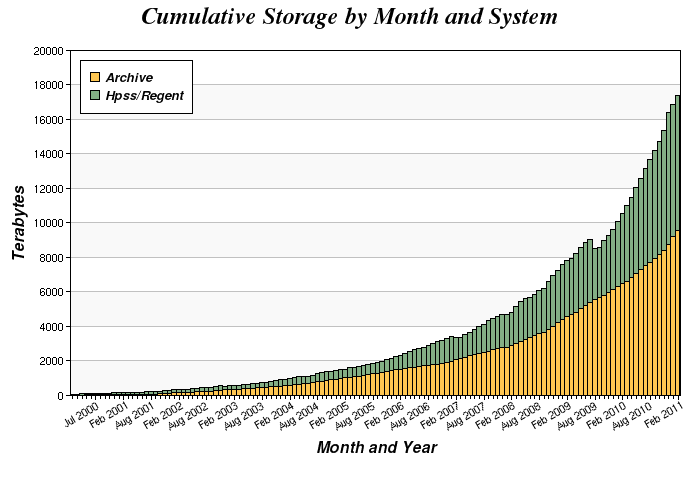 Cumulative Storage by Month and System
20000
18000
16000
14000
12000
10000
8000
6000
4000
2000
0
Archive
Hpss/Regent
Terabytes
Jul 2000
Feb 2001
Aug 2001
Feb 2002
Aug 2002
Feb 2003
Aug 2003
Feb 2004
Aug 2004
Feb 2005
Aug 2005
Feb 2006
Aug 2006
Feb 2007
Aug 2007
Feb 2008
Aug 2008
Feb 2009
Aug 2009
Feb 2010
Aug 2010
Feb 2011
Month and Year